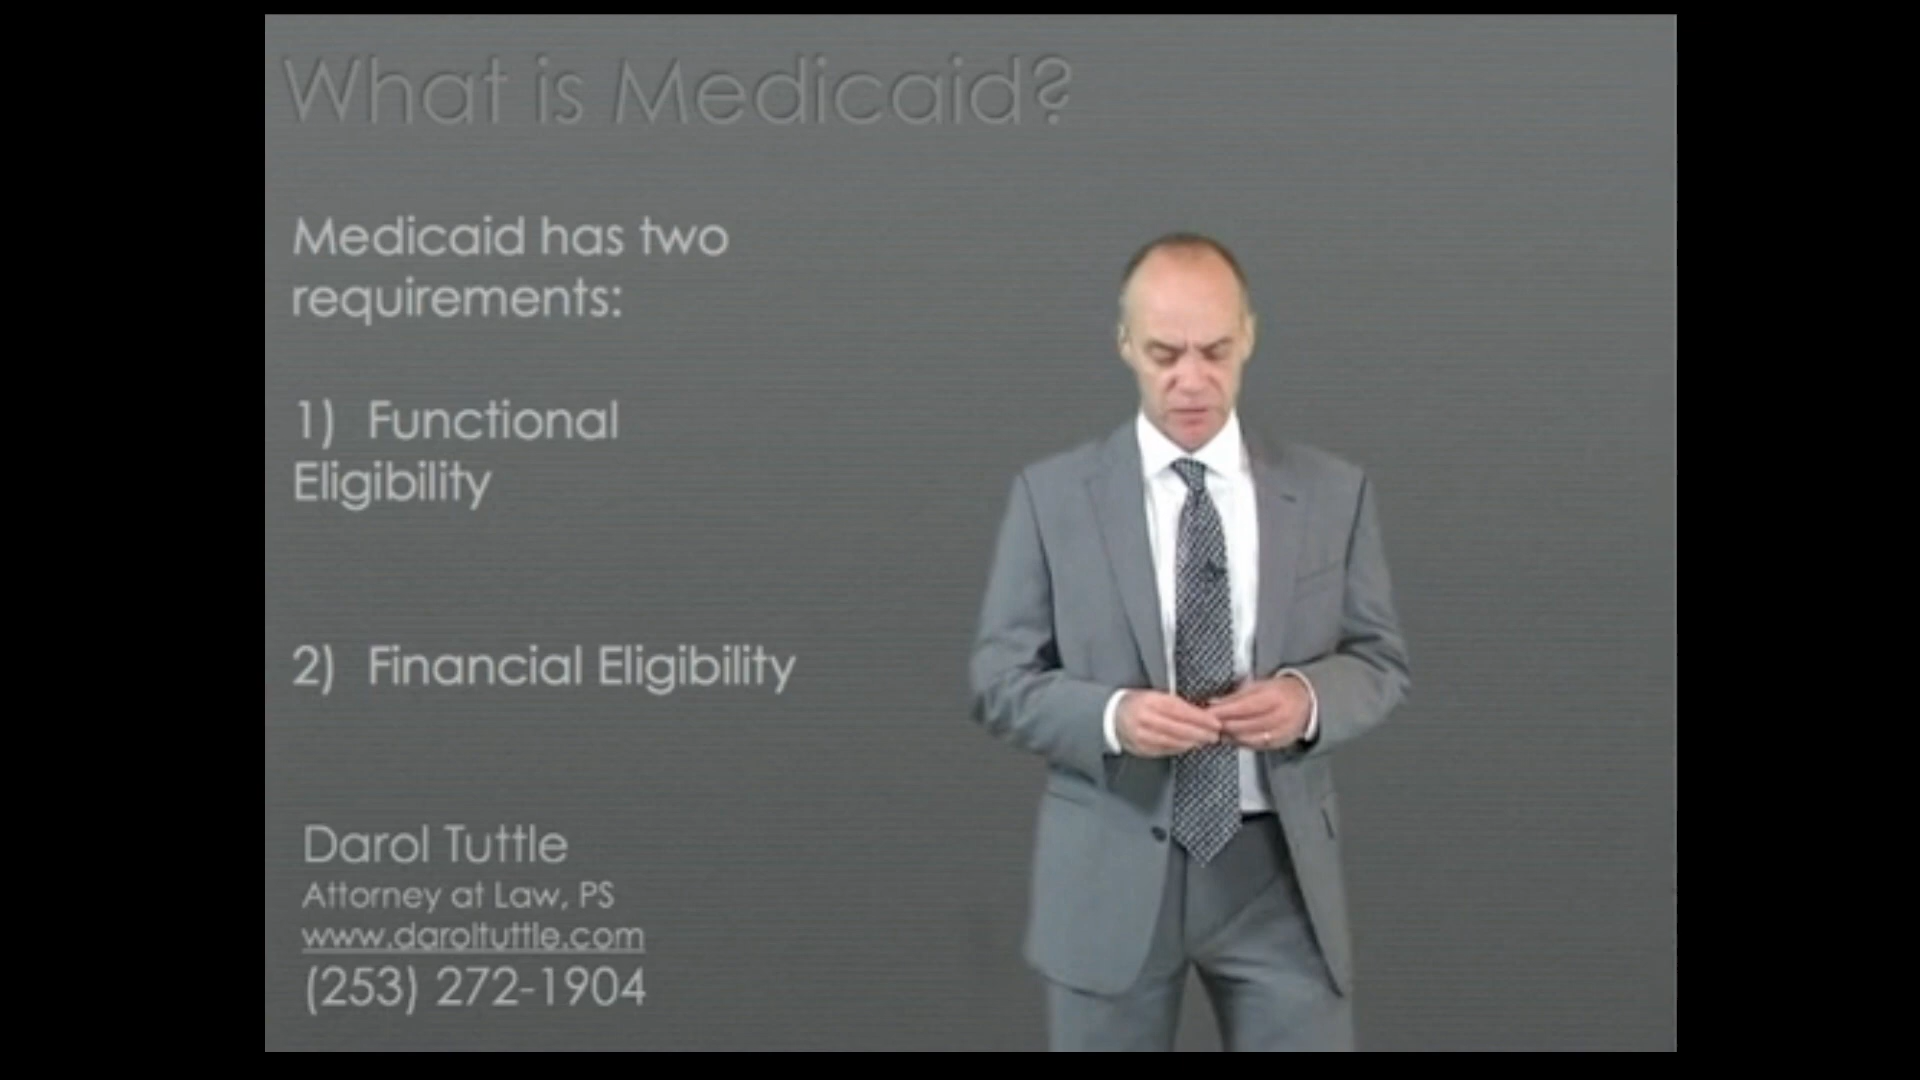 What is Medicaid?
Medicaid has two
requirements:
1) Functional
Eligibility
2) Financial Eligibility
Darol Tuttle
Attorney at Law, PS
www.daroltuttle.com
(253) 272-1904